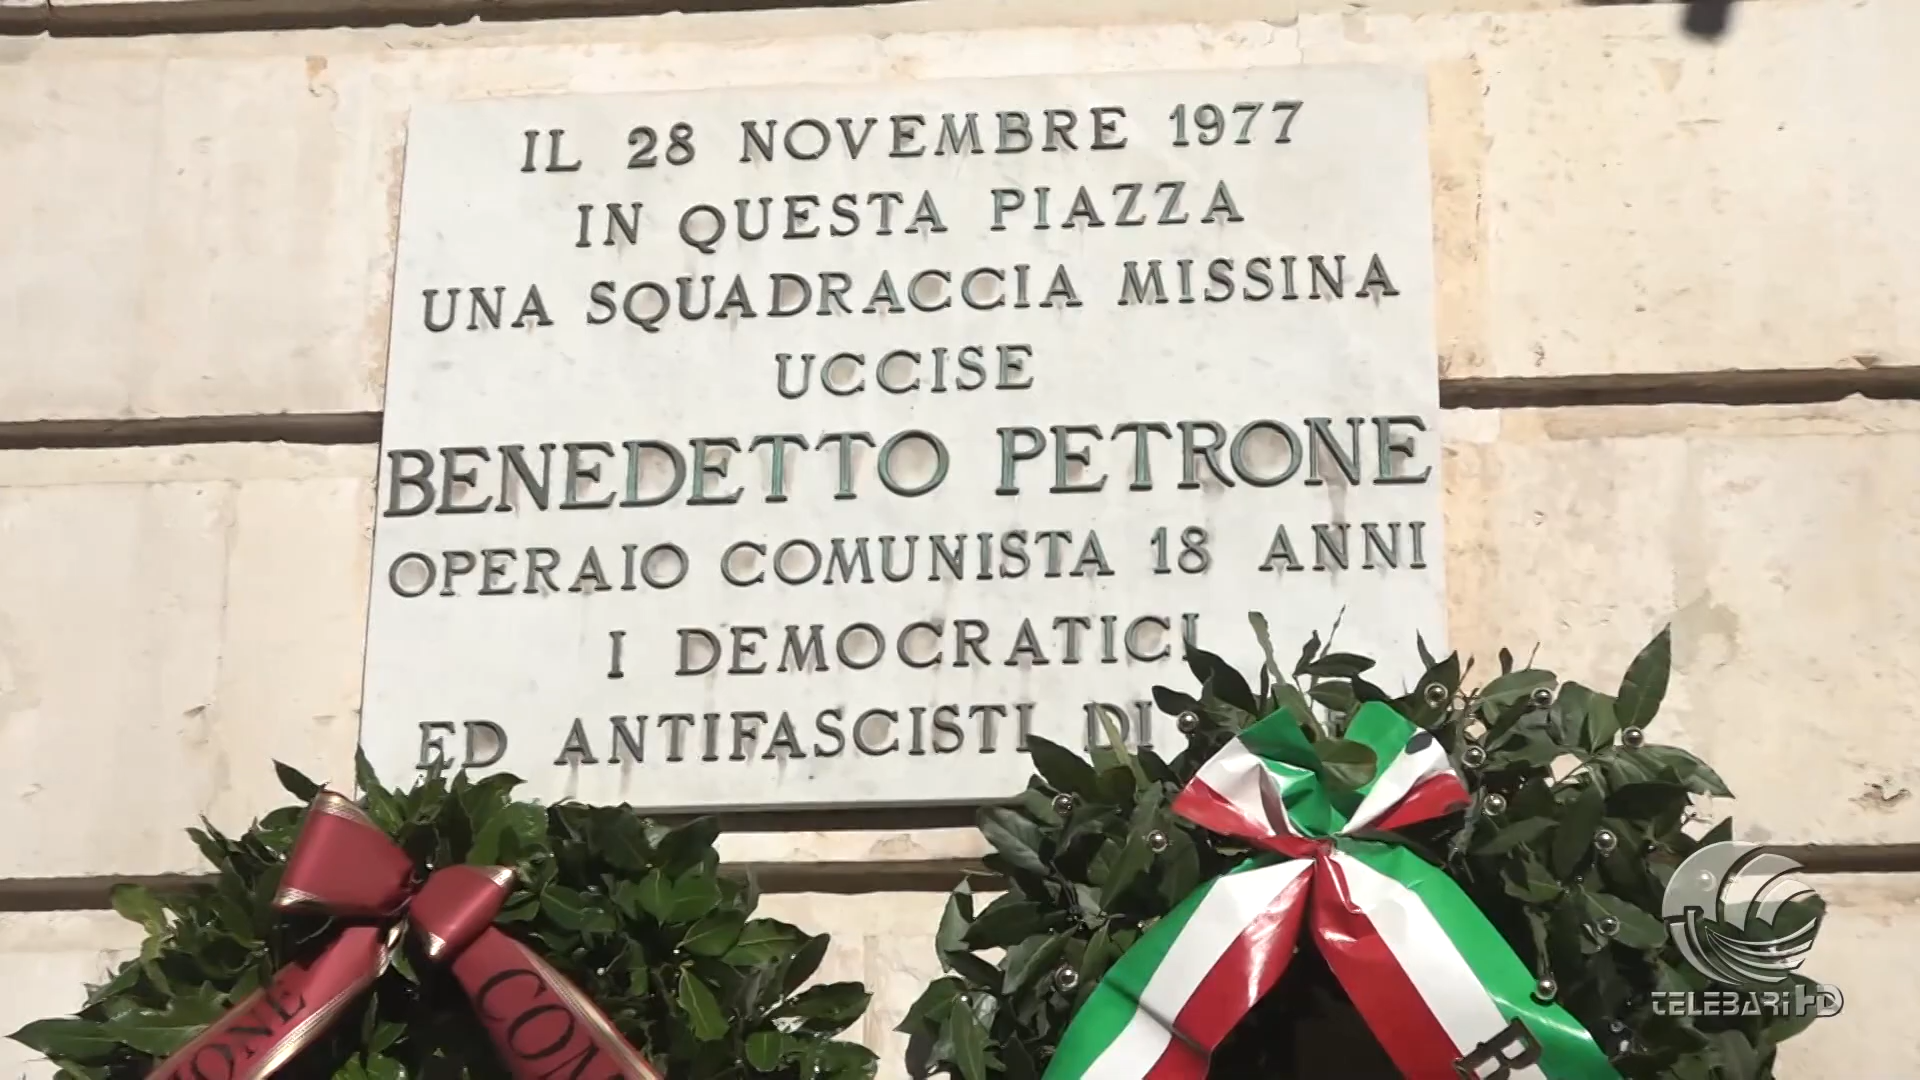 IL 28 NOVEMBRE 1977
IN QUESTA PIAZZA
UNA SQUADRACCIA MISSINA
UCCISE
BENEDETTO PETRONE
OPERAIO COMUNISTA 18 ANNI
I DEMOCRATICI
ED ANTIFASCISTI DI
TELEBARI HD